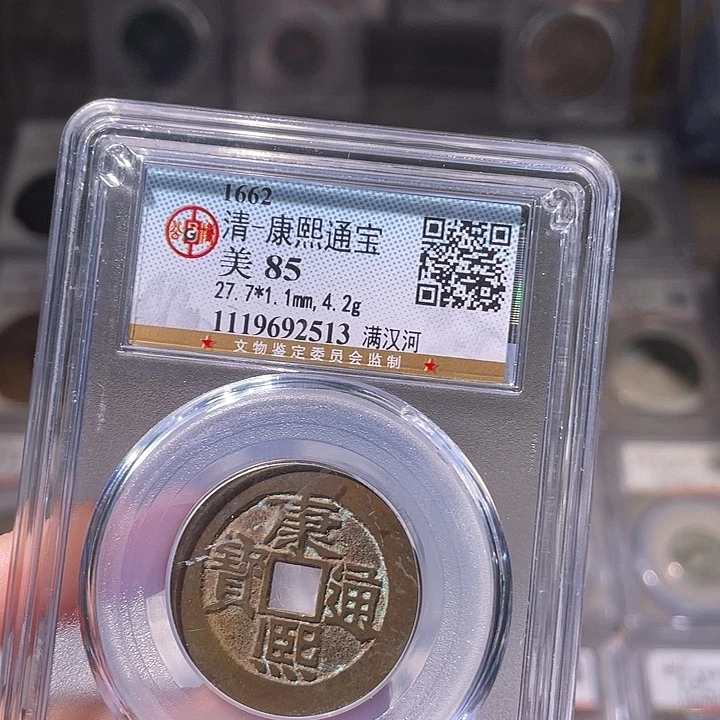 1662
清-康熙通宝
美 85
27.7*1.1mm,4.2g
1119692513 满汉河
文物鉴定委员会监制
康熙通寶